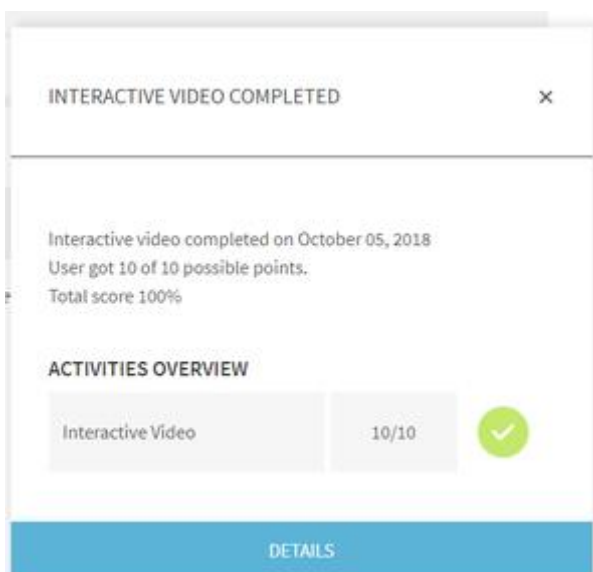 INTERACTIVE VIDEO COMPLETED ×
Interactive video completed on October 05, 2018
User got 10 of 10 possible points.
Total score 100%
ACTIVITIES OVERVIEW
Interactive Video 10/10
DETAILS